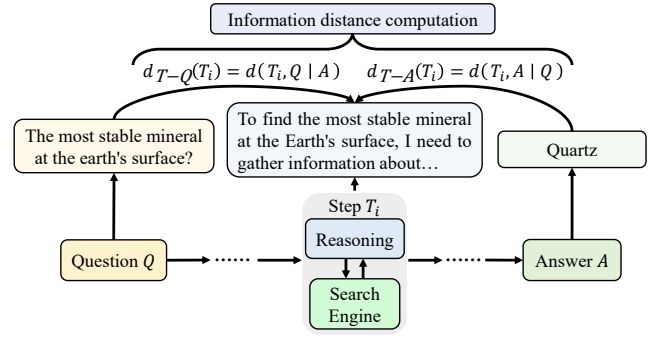 Information distance computation
d_{T−Q}(T_i) = d(T_i, Q | A)
d_{T−A}(T_i) = d(T_i, A | Q)
The most stable mineral
at the earth's surface?
To find the most stable mineral
at the Earth's surface, I need to
gather information about…
Quartz
Step T_i
Question Q
......
Reasoning
......
Answer A
Search
Engine